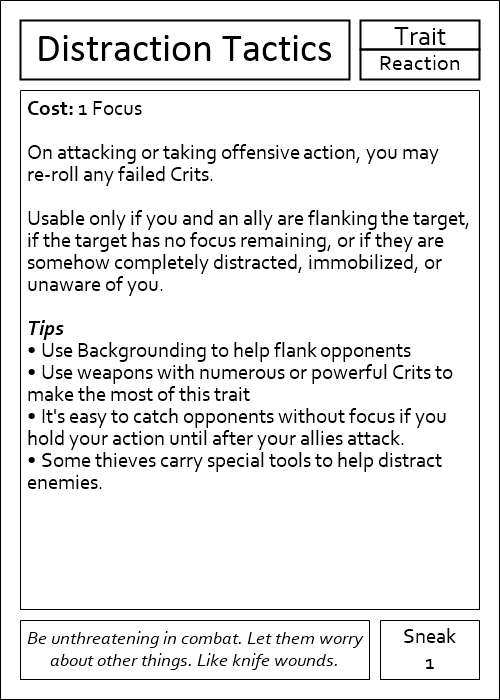 Distraction Tactics
Trait
Reaction
Cost: 1 Focus
On attacking or taking offensive action, you may
re-roll any failed Crits.
Usable only if you and an ally are flanking the target,
if the target has no focus remaining, or if they are
somehow completely distracted, immobilized, or
unaware of you.
Tips
• Use Backgrounding to help flank opponents
• Use weapons with numerous or powerful Crits to
make the most of this trait
• It's easy to catch opponents without focus if you
hold your action until after your allies attack.
• Some thieves carry special tools to help distract
enemies.
Be unthreatening in combat. Let them worry
about other things. Like knife wounds.
Sneak
1